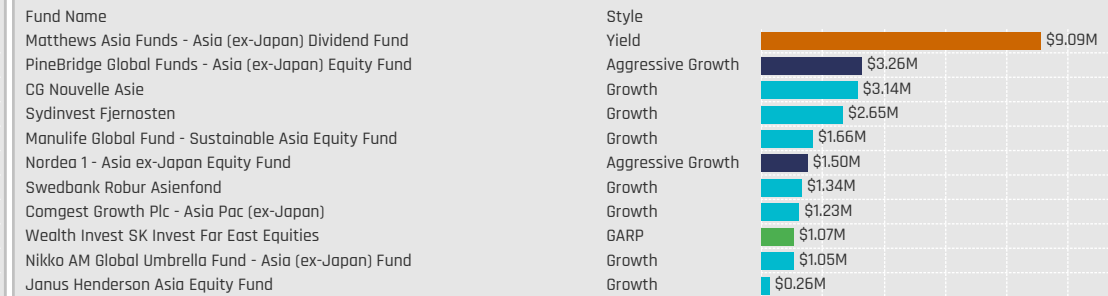 Fund Name Style
Matthews Asia Funds - Asia (ex-Japan) Dividend Fund Yield $9.09M
PineBridge Global Funds - Asia (ex-Japan) Equity Fund Aggressive Growth $3.26M
CG Nouvelle Asie Growth $3.14M
Sydinvest Fjernosten Growth $2.65M
Manulife Global Fund - Sustainable Asia Equity Fund Growth $1.66M
Nordea 1 - Asia ex-Japan Equity Fund Aggressive Growth $1.50M
Swedbank Robur Asienfond Growth $1.34M
Comgest Growth Plc - Asia Pac (ex-Japan) Growth $1.23M
Wealth Invest SK Invest Far East Equities GARP $1.07M
Nikko AM Global Umbrella Fund - Asia (ex-Japan) Fund Growth $1.05M
Janus Henderson Asia Equity Fund Growth $0.26M